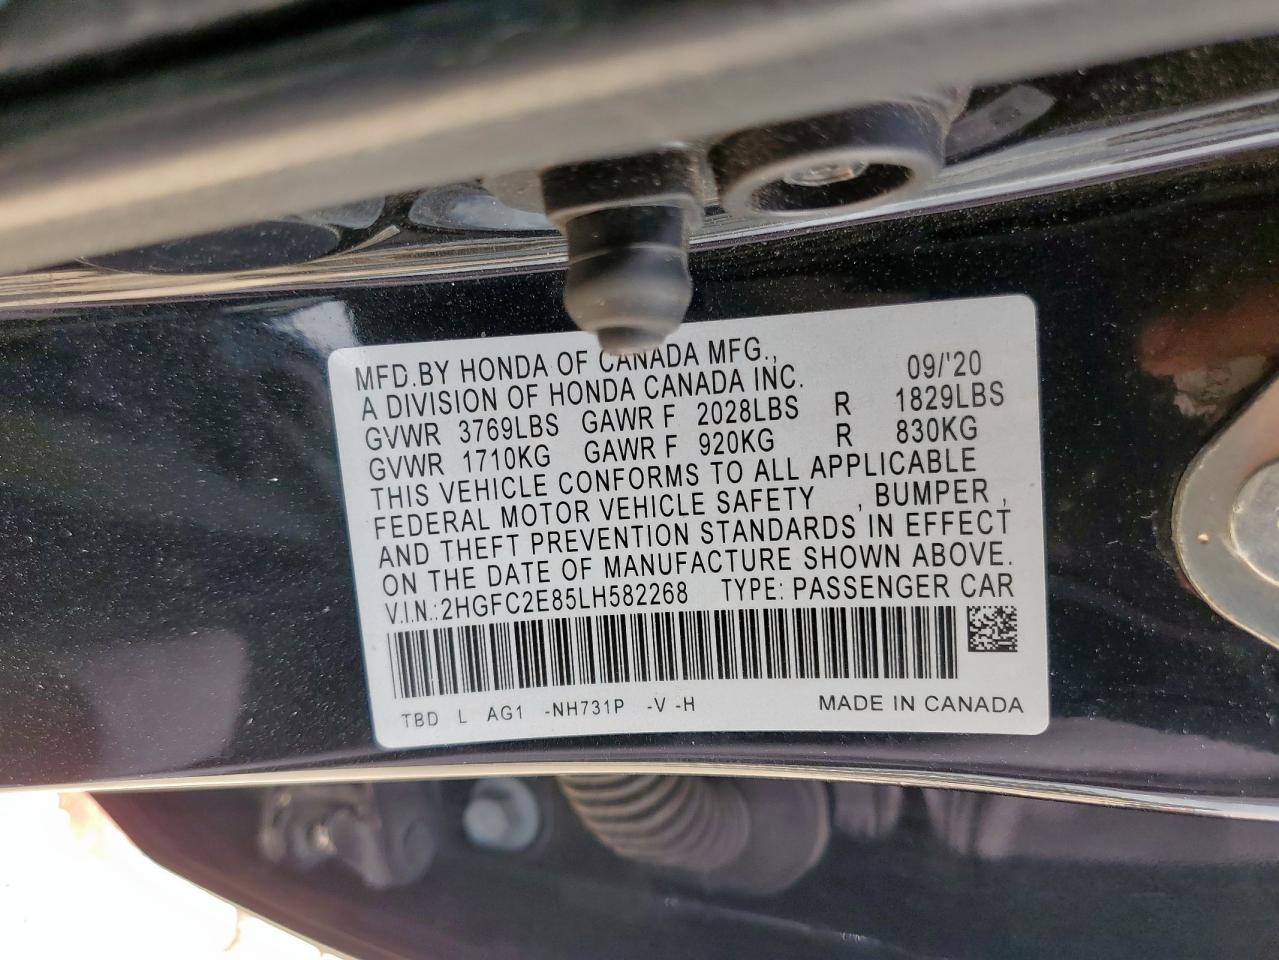 MFD.BY HONDA OF CANADA MFG., 09/'20
A DIVISION OF HONDA CANADA INC.
GVWR 3769LBS GAWR F 2028LBS R 1829LBS
GVWR 1710KG GAWR F 920KG R 830KG
THIS VEHICLE CONFORMS TO ALL APPLICABLE
FEDERAL MOTOR VEHICLE SAFETY , BUMPER ,
AND THEFT PREVENTION STANDARDS IN EFFECT
ON THE DATE OF MANUFACTURE SHOWN ABOVE.
V.I.N.:2HGFC2E85LH582268 TYPE: PASSENGER CAR
TBD L AG1 -NH731P -V -H MADE IN CANADA